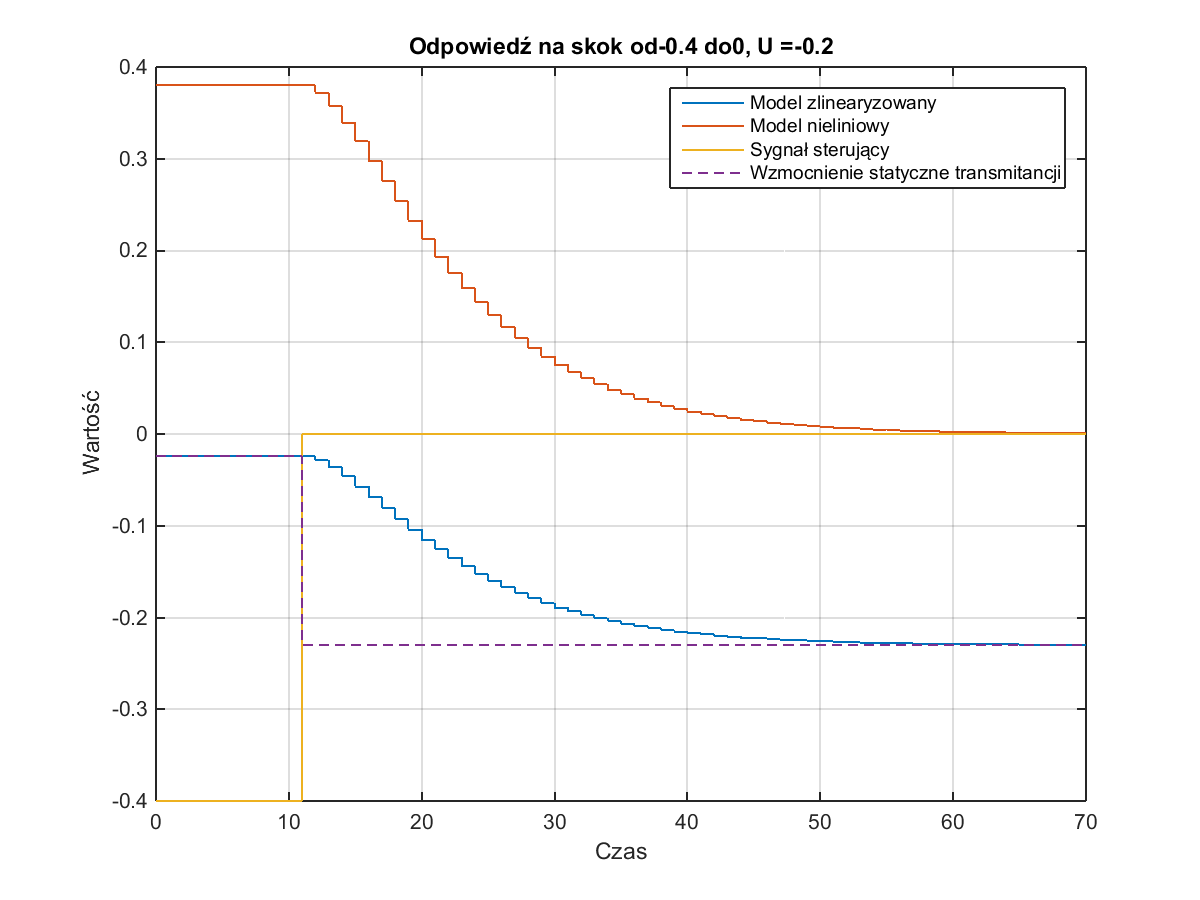 Odpowiedź na skok od-0.4 do0, U =-0.2
Model zlinearyzowany
Model nieliniowy
Sygnał sterujący
Wzmocnienie statyczne transmitancji
Wartość
0.4
0.3
0.2
0.1
0
-0.1
-0.2
-0.3
-0.4
0 10 20 30 40 50 60 70
Czas